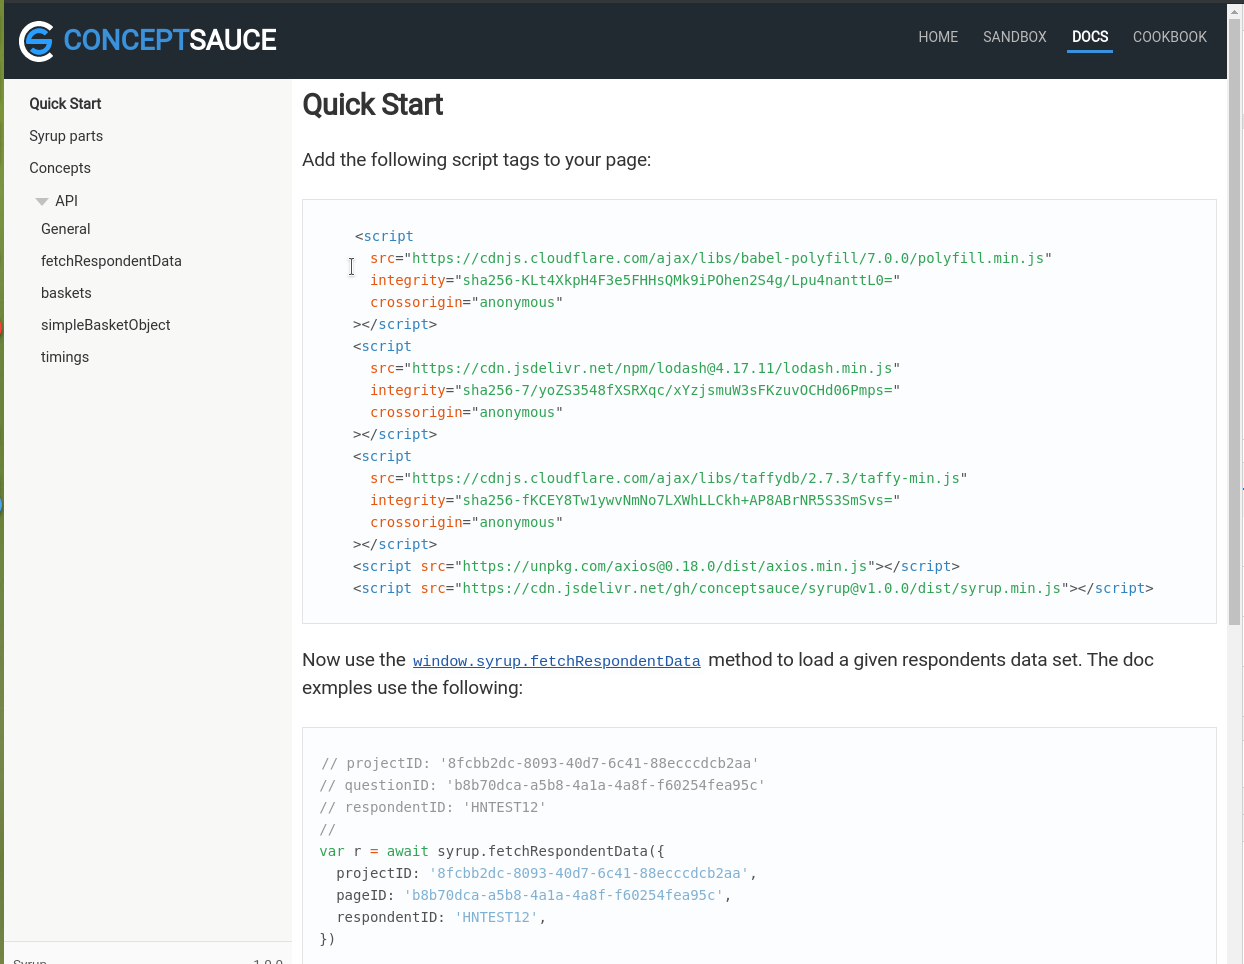 CONCEPTSAUCE
HOME SANDBOX DOCS COOKBOOK
Quick Start
Syrup parts
Concepts
API
General
fetchRespondentData
baskets
simpleBasketObject
timings
Quick Start
Add the following script tags to your page:
<script
src="https://cdnjs.cloudflare.com/ajax/libs/babel-polyfill/7.0.0/polyfill.min.js"
integrity="sha256-KLt4XkpH4F3e5FHHsQMk9iPOhen2S4g/Lpu4nanttL0="
crossorigin="anonymous"
></script>
<script
src="https://cdn.jsdelivr.net/npm/lodash@4.17.11/lodash.min.js"
integrity="sha256-7/yoZS3548fXSRXqc/xYzjsmuW3sFKzuvOCHd06Pmps="
crossorigin="anonymous"
></script>
<script
src="https://cdnjs.cloudflare.com/ajax/libs/taffydb/2.7.3/taffy-min.js"
integrity="sha256-fKCEY8Tw1ywvNmNo7LXWhLLCkh+AP8ABrNR5S3SmSvs="
crossorigin="anonymous"
></script>
<script src="https://unpkg.com/axios@0.18.0/dist/axios.min.js"></script>
<script src="https://cdn.jsdelivr.net/gh/conceptsauce/syrup@v1.0.0/dist/syrup.min.js"></script>
Now use the window.syrup.fetchRespondentData method to load a given respondents data set. The doc
exmples use the following:
// projectID: '8fcbb2dc-8093-40d7-6c41-88ecccdcb2aa'
// questionID: 'b8b70dca-a5b8-4a1a-4a8f-f60254fea95c'
// respondentID: 'HNTEST12'
//
var r = await syrup.fetchRespondentData({
projectID: '8fcbb2dc-8093-40d7-6c41-88ecccdcb2aa',
pageID: 'b8b70dca-a5b8-4a1a-4a8f-f60254fea95c',
respondentID: 'HNTEST12',
})
Syrup 1.0.0